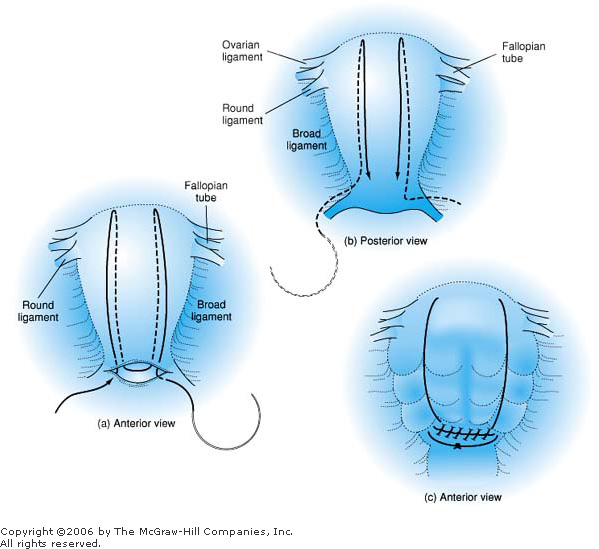 Ovarian
ligament
Fallopian
tube
Round
ligament
Broad
ligament
(b) Posterior view
Fallopian
tube
Round
ligament
Broad
ligament
(a) Anterior view
(c) Anterior view
Copyright ©2006 by The McGraw-Hill Companies, Inc.
All rights reserved.